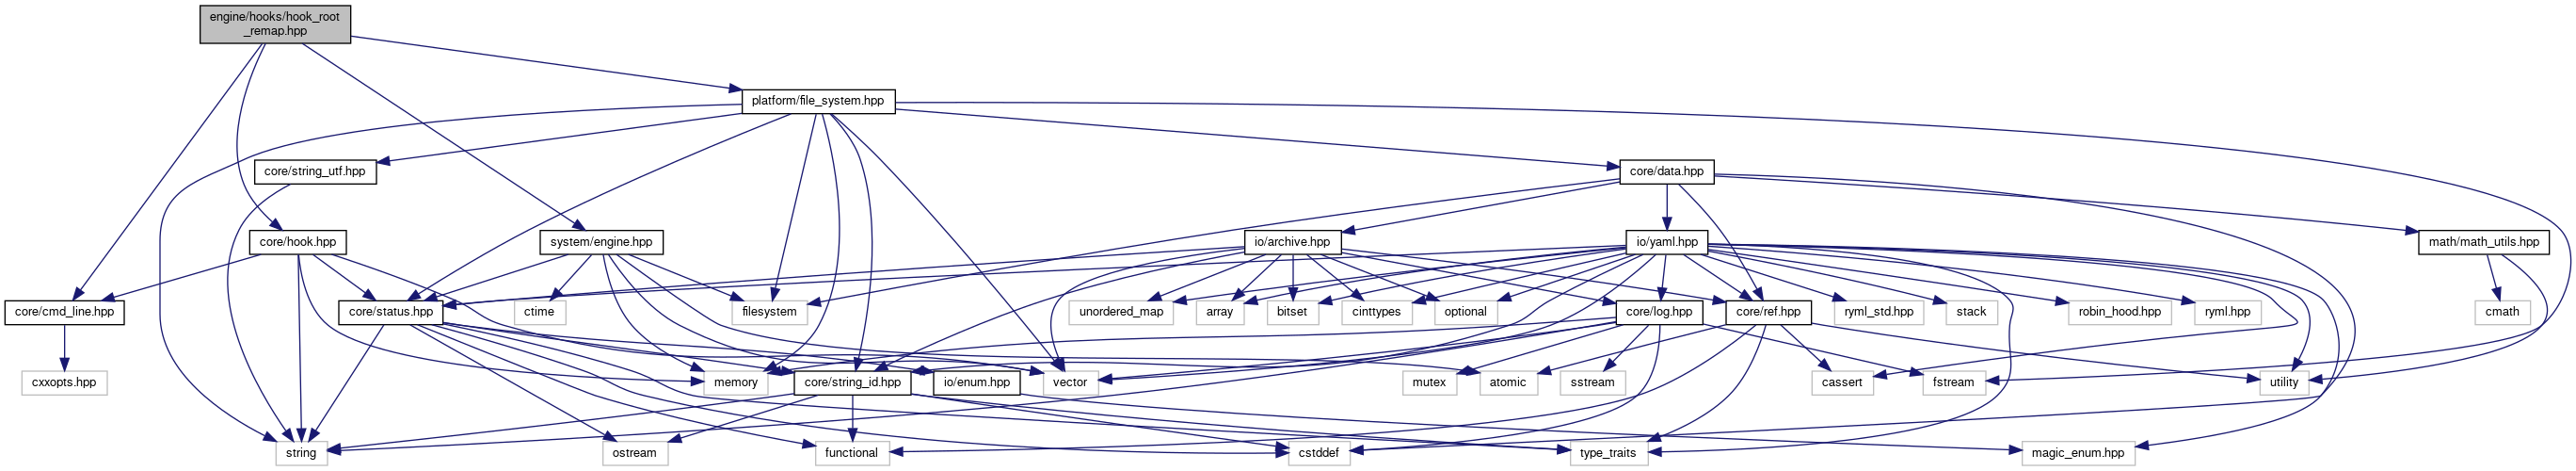 engine/hooks/hook_root
_remap.hpp
platform/file_system.hpp
core/string_utf.hpp
core/data.hpp
core/hook.hpp
system/engine.hpp
io/archive.hpp
io/yaml.hpp
math/math_utils.hpp
core/cmd_line.hpp
core/status.hpp
ctime
filesystem
unordered_map
array
bitset
cinttypes
optional
core/log.hpp
core/ref.hpp
ryml_std.hpp
stack
robin_hood.hpp
ryml.hpp
cmath
cxxopts.hpp
memory
core/string_id.hpp
io/enum.hpp
vector
mutex
atomic
sstream
cassert
fstream
utility
string
ostream
functional
cstddef
type_traits
magic_enum.hpp